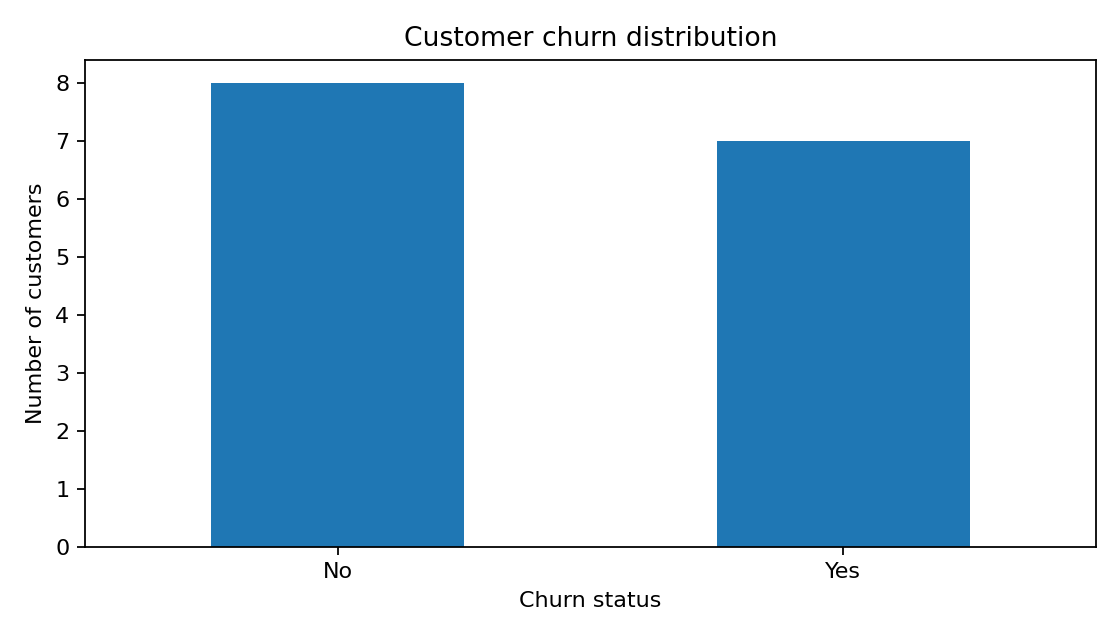 Customer churn distribution
Number of customers
8
7
6
5
4
3
2
1
0
No
Yes
Churn status